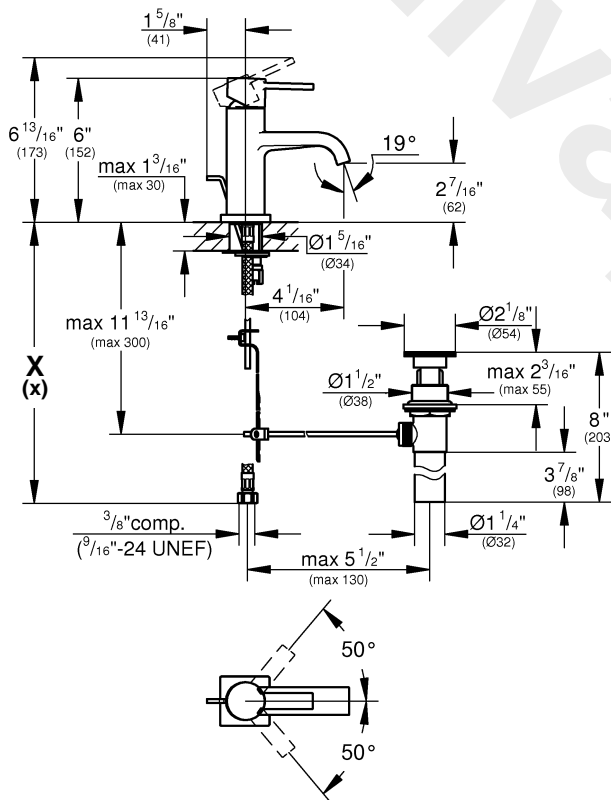 1 5/8"
(41)
6 13/16"
(173)
6"
(152)
19°
max 1 3/16"
(max 30)
2 7/16"
(62)
Ø1 5/16"
(Ø34)
4 1/16"
(104)
max 11 13/16"
(max 300)
Ø2 1/8"
(Ø54)
X
(x)
Ø1 1/2"
(Ø38)
max 2 3/16"
(max 55)
8"
(203
3 7/8"
(98)
3/8"comp.
(9/16"-24 UNEF)
Ø1 1/4"
(Ø32)
max 5 1/2"
(max 130)
50°
50°